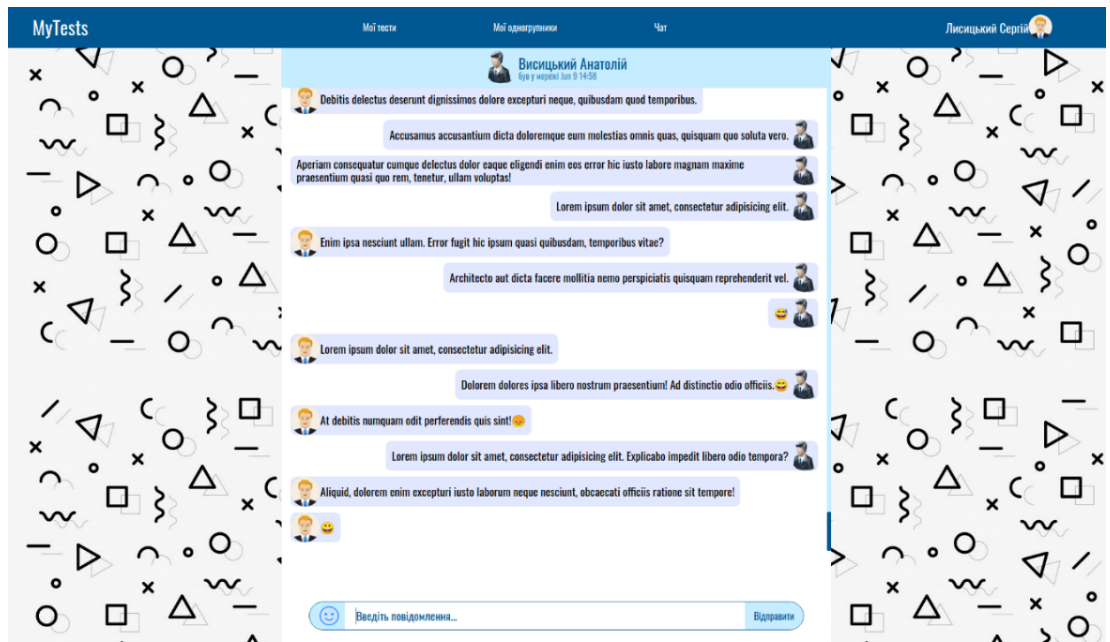 MyTests
Мої тести
Мої одногрупники
Чат
Лисицький Сергій
Висицький Анатолій
був у мережі Jun 9 14:58
Debitis delectus deserunt dignissimos dolore excepturi neque, quibusdam quod temporibus.
Accusamus accusantium dicta doloremque eum molestias omnis quas, quisquam quo soluta vero.
Aperiam consequatur cumque delectus dolor eaque eligendi enim eos error hic iusto labore magnam maxime
praesentium quasi quo rem, tenetur, ullam voluptas!
Lorem ipsum dolor sit amet, consectetur adipisicing elit.
Enim ipsa nesciunt ullam. Error fugit hic ipsum quasi quibusdam, temporibus vitae?
Architecto aut dicta facere mollitia nemo perspiciatis quisquam reprehenderit vel.
😅
Lorem ipsum dolor sit amet, consectetur adipisicing elit.
Dolorem dolores ipsa libero nostrum praesentium! Ad distinctio odio officiis.😄
At debitis numquam odit perferendis quis sint!😊
Lorem ipsum dolor sit amet, consectetur adipisicing elit. Explicabo impedit libero odio tempora?
Aliquid, dolorem enim excepturi iusto laborum neque nesciunt, obcaecati officiis ratione sit tempore!
😃
Введіть повідомлення...
Відправити